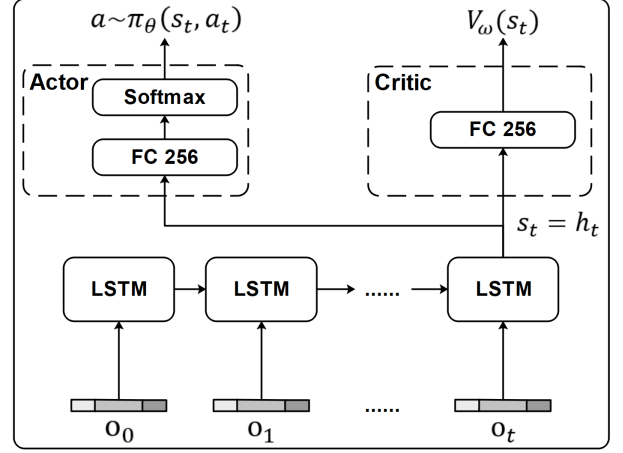 a~π_θ(s_t, a_t)
V_ω(s_t)
Actor
Softmax
FC 256
Critic
FC 256
s_t = h_t
LSTM
LSTM
......
LSTM
......
o_0
o_1
o_t